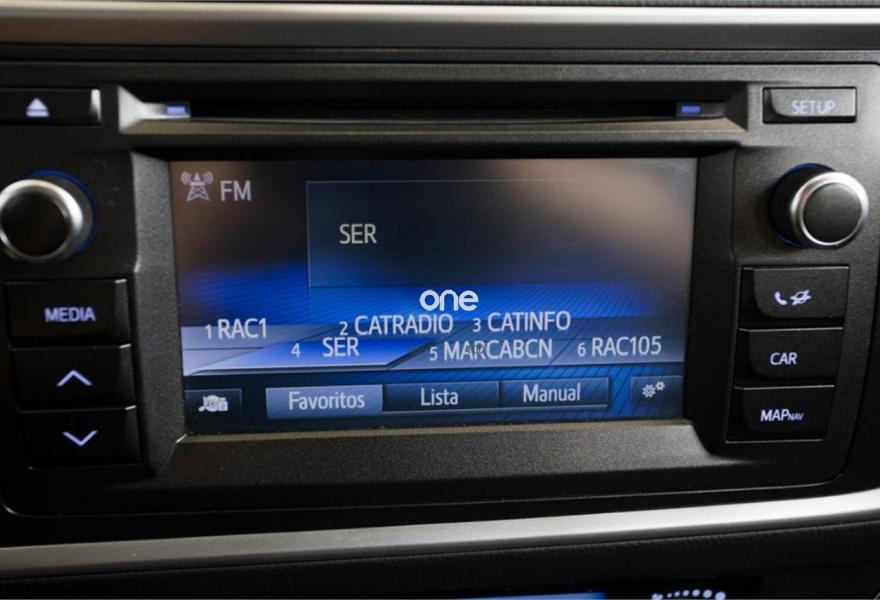 SETUP
FM
SER
one
MEDIA
1 RAC1
2 CATRADIO
3 CATINFO
4 SER
5 MARCABCN
6 RAC105
CAR
Favoritos
Lista
Manual
MAPNAV